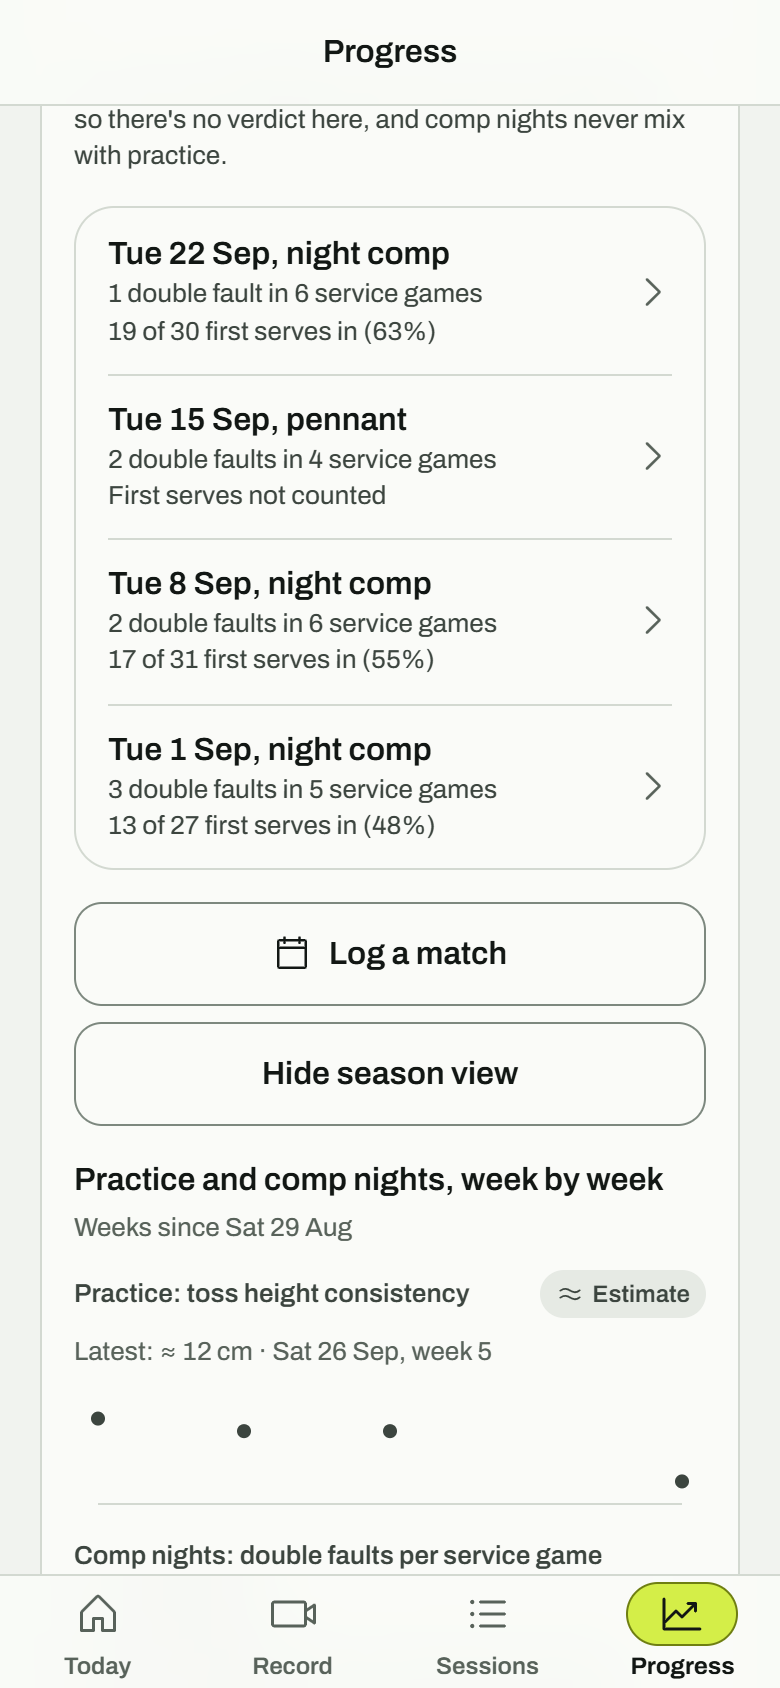 Progress
so there's no verdict here, and comp nights never mix
with practice.
Tue 22 Sep, night comp
1 double fault in 6 service games
19 of 30 first serves in (63%)
Tue 15 Sep, pennant
2 double faults in 4 service games
First serves not counted
Tue 8 Sep, night comp
2 double faults in 6 service games
17 of 31 first serves in (55%)
Tue 1 Sep, night comp
3 double faults in 5 service games
13 of 27 first serves in (48%)
Log a match
Hide season view
Practice and comp nights, week by week
Weeks since Sat 29 Aug
Practice: toss height consistency
≈ Estimate
Latest: ≈ 12 cm · Sat 26 Sep, week 5
Comp nights: double faults per service game
Today
Record
Sessions
Progress